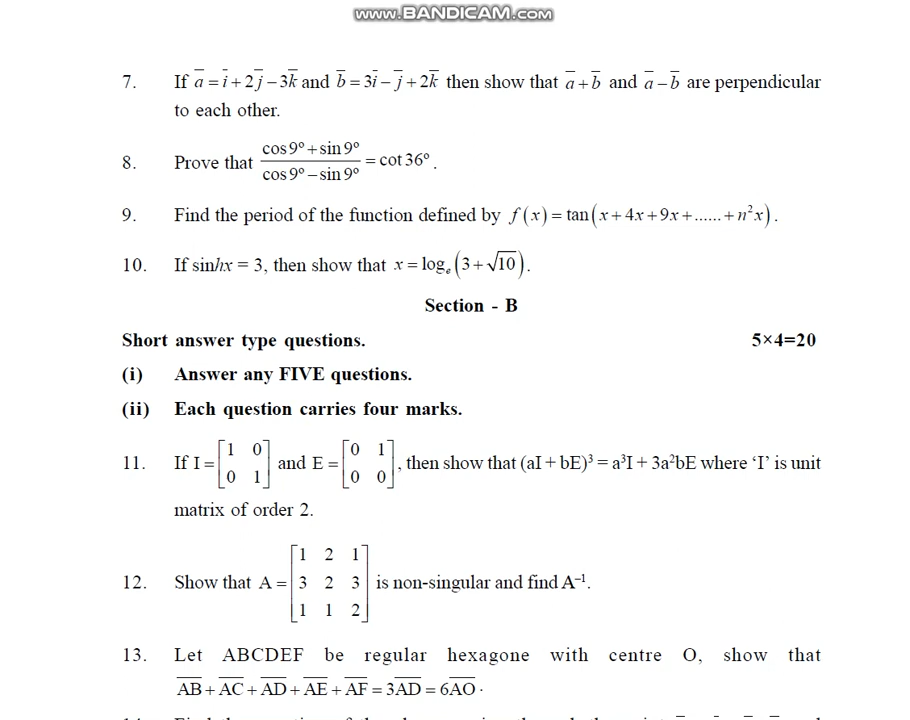 www.BANDICAM.com
7. If a̅ = i̅ + 2j̅ − 3k̅ and b̅ = 3i̅ − j̅ + 2k̅ then show that a̅ + b̅ and a̅ − b̅ are perpendicular
to each other.
8. Prove that (cos 9° + sin 9°)/(cos 9° − sin 9°) = cot 36°.
9. Find the period of the function defined by f(x) = tan(x + 4x + 9x + ...... + n²x).
10. If sinhx = 3, then show that x = logₑ(3 + √10).
Section - B
Short answer type questions. 5×4=20
(i) Answer any FIVE questions.
(ii) Each question carries four marks.
11. If I = [1 0; 0 1] and E = [0 1; 0 0], then show that (aI + bE)³ = a³I + 3a²bE where ‘I’ is unit
matrix of order 2.
12. Show that A = [1 2 1; 3 2 3; 1 1 2] is non-singular and find A⁻¹.
13. Let ABCDEF be regular hexagone with centre O, show that
A̅B̅ + A̅C̅ + A̅D̅ + A̅E̅ + A̅F̅ = 3A̅D̅ = 6A̅O̅.